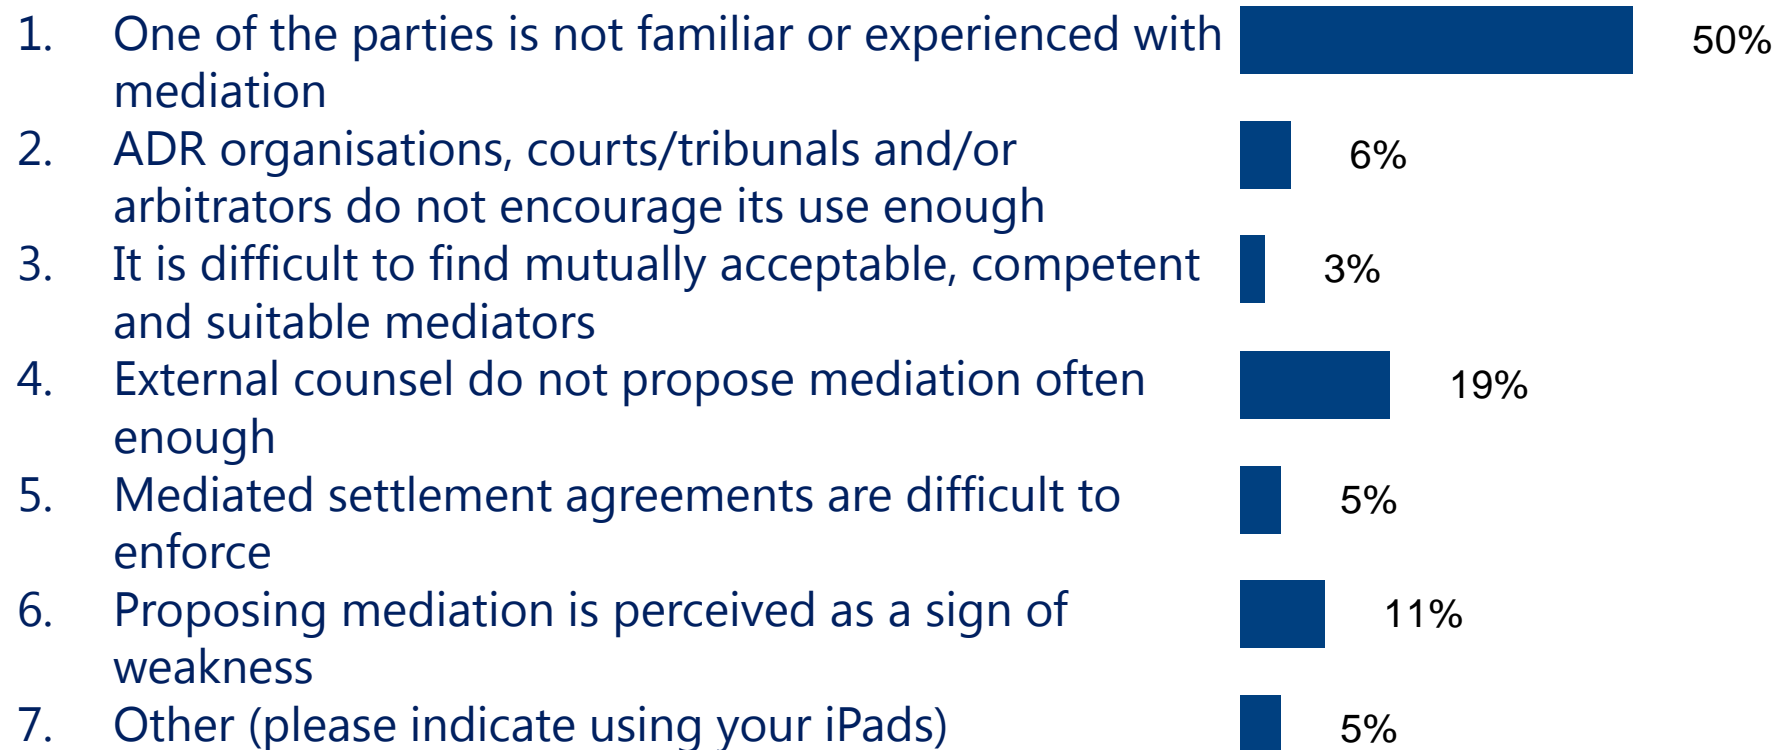 1. One of the parties is not familiar or experienced with 50%
mediation
2. ADR organisations, courts/tribunals and/or 6%
arbitrators do not encourage its use enough
3. It is difficult to find mutually acceptable, competent 3%
and suitable mediators
4. External counsel do not propose mediation often 19%
enough
5. Mediated settlement agreements are difficult to 5%
enforce
6. Proposing mediation is perceived as a sign of 11%
weakness
7. Other (please indicate using your iPads) 5%